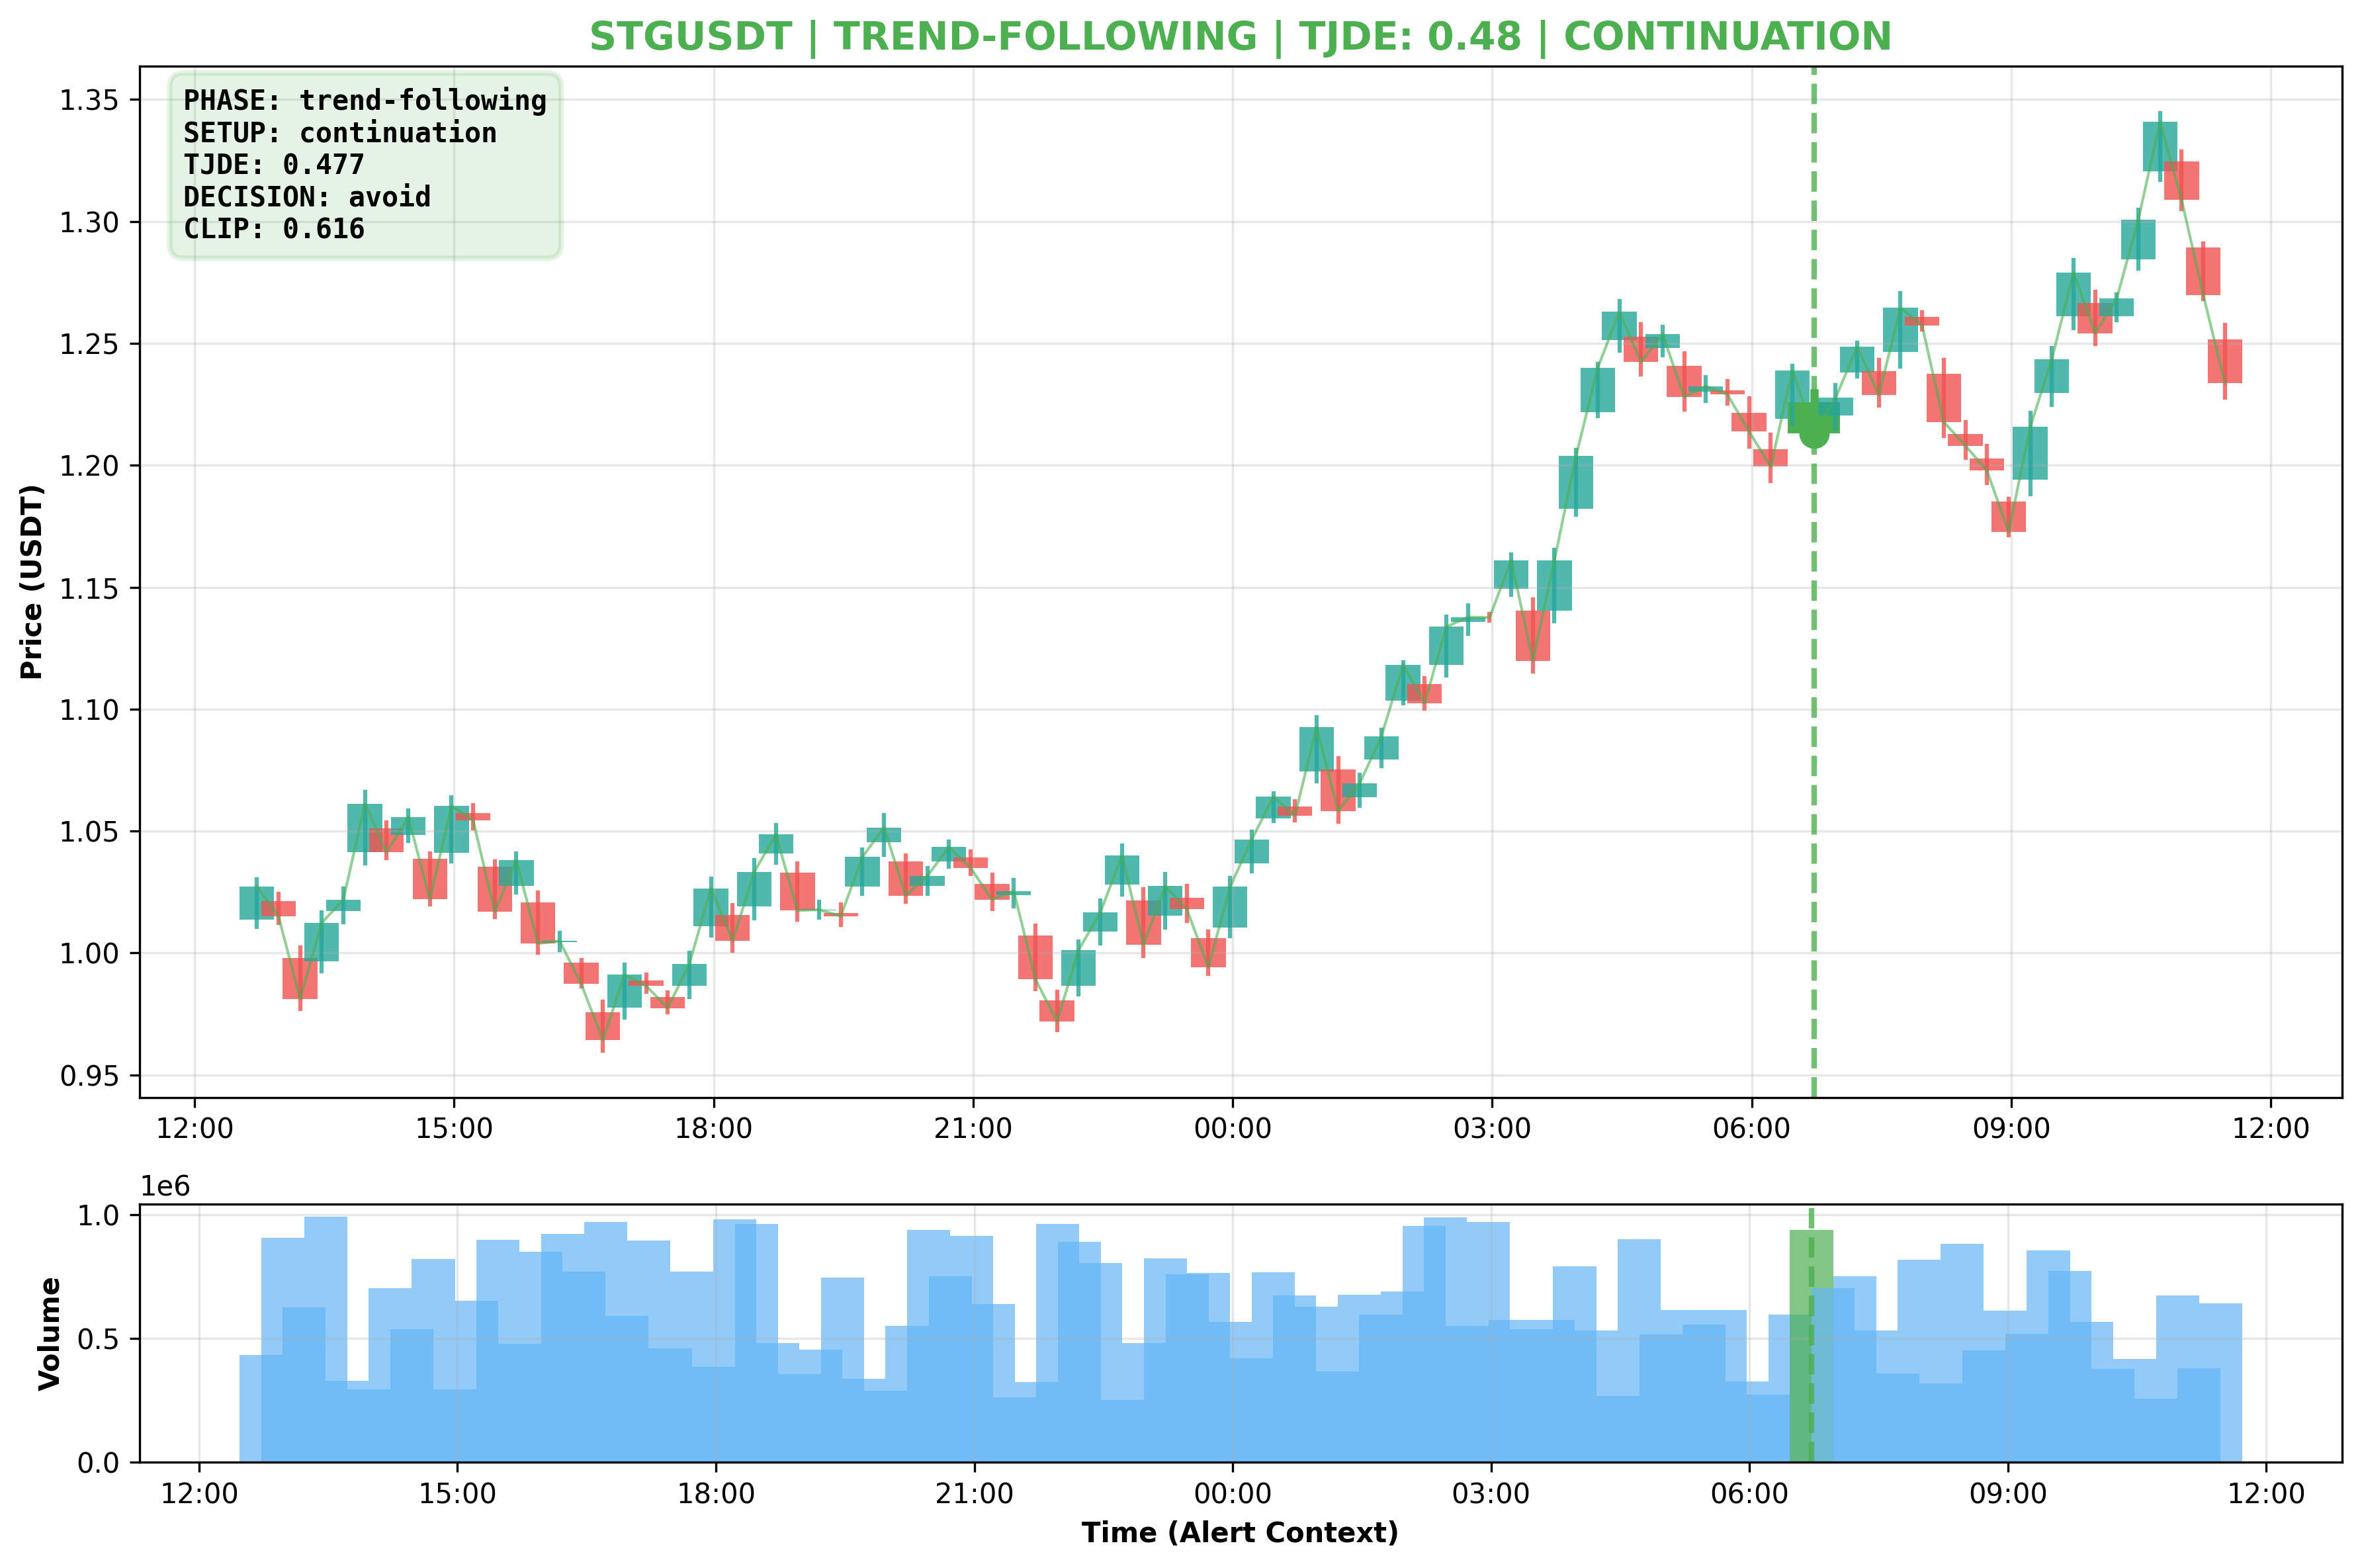 STGUSDT | TREND-FOLLOWING | TJDE: 0.48 | CONTINUATION
PHASE: trend-following
SETUP: continuation
TJDE: 0.477
DECISION: avoid
CLIP: 0.616
Price (USDT)
1.35
1.30
1.25
1.20
1.15
1.10
1.05
1.00
0.95
12:00 15:00 18:00 21:00 00:00 03:00 06:00 09:00 12:00
1e6
Volume
1.0
0.5
0.0
12:00 15:00 18:00 21:00 00:00 03:00 06:00 09:00 12:00
Time (Alert Context)